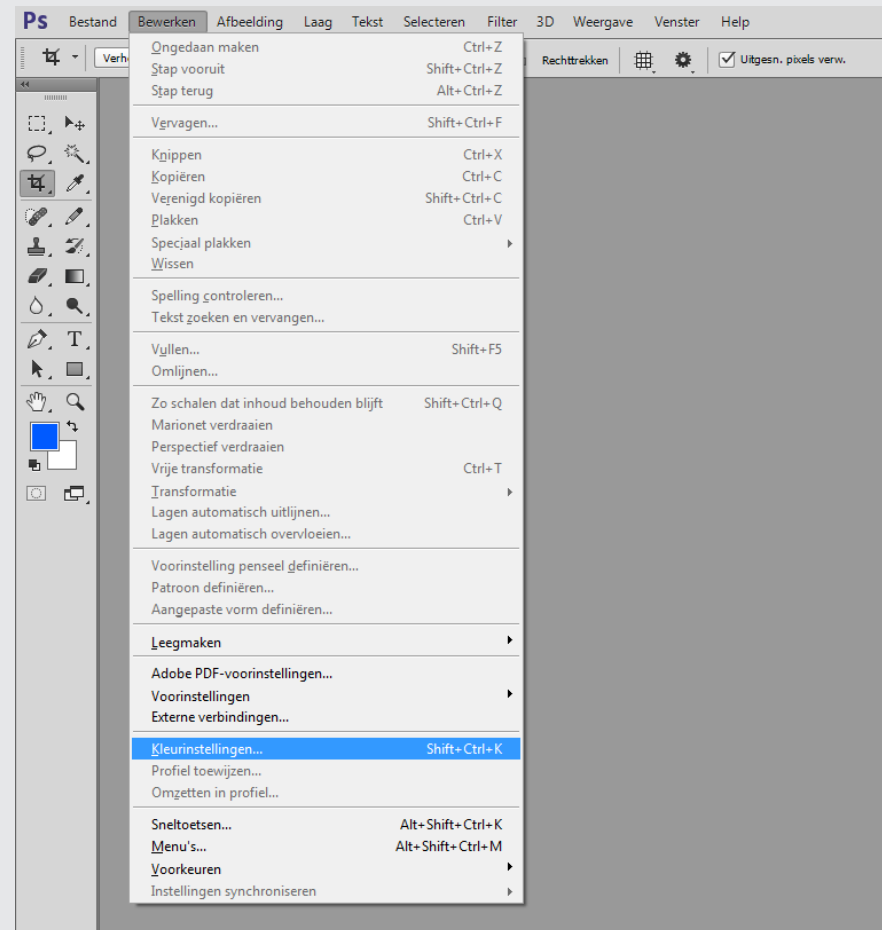 Ps Bestand Bewerken Afbeelding Laag Tekst Selecteren Filter 3D Weergave Venster Help
Rechttrekken Uitgesn. pixels verw.
Ongedaan maken Ctrl+Z
Stap vooruit Shift+Ctrl+Z
Stap terug Alt+Ctrl+Z
Vervagen... Shift+Ctrl+F
Knippen Ctrl+X
Kopiëren Ctrl+C
Verenigd kopiëren Shift+Ctrl+C
Plakken Ctrl+V
Speciaal plakken
Wissen
Spelling controleren...
Tekst zoeken en vervangen...
Vullen... Shift+F5
Omlijnen...
Zo schalen dat inhoud behouden blijft Shift+Ctrl+Q
Marionet verdraaien
Perspectief verdraaien
Vrije transformatie Ctrl+T
Transformatie
Lagen automatisch uitlijnen...
Lagen automatisch overvloeien...
Voorinstelling penseel definiëren...
Patroon definiëren...
Aangepaste vorm definiëren...
Leegmaken
Adobe PDF-voorinstellingen...
Voorinstellingen
Externe verbindingen...
Kleurinstellingen... Shift+Ctrl+K
Profiel toewijzen...
Omzetten in profiel...
Sneltoetsen... Alt+Shift+Ctrl+K
Menu's... Alt+Shift+Ctrl+M
Voorkeuren
Instellingen synchroniseren